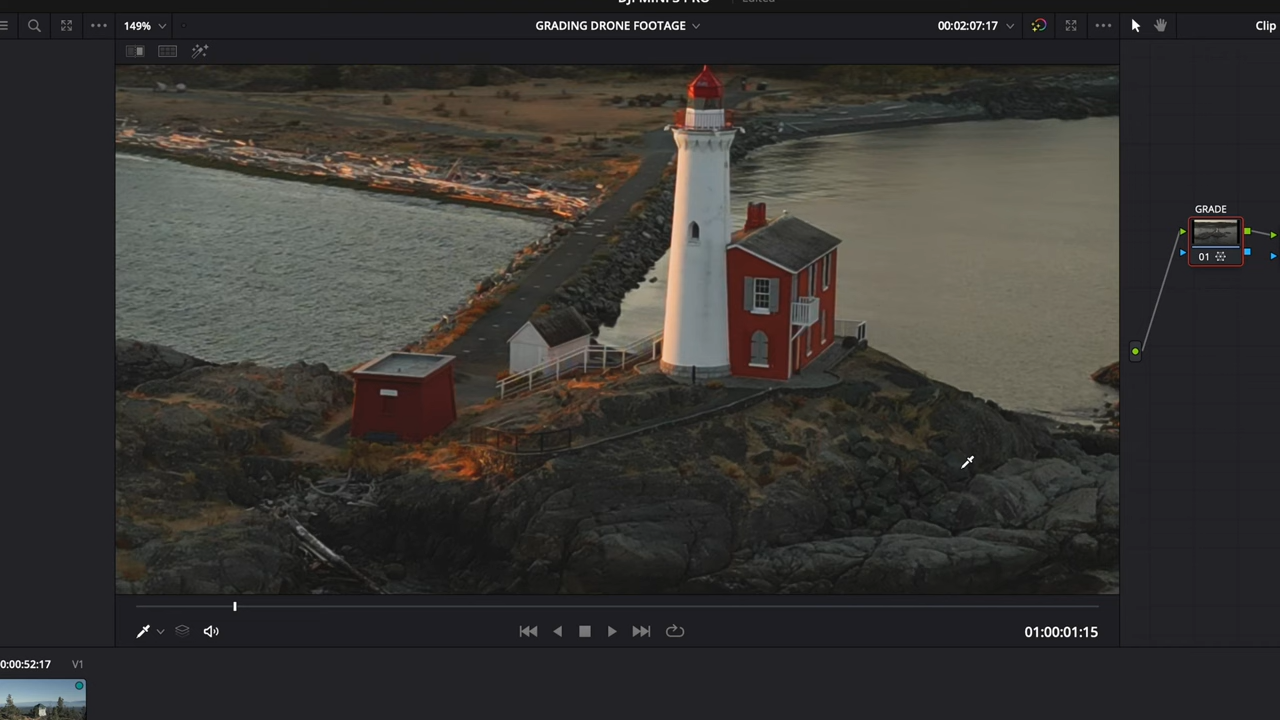 Edited
149%
GRADING DRONE FOOTAGE
00:02:07:17
Clip
GRADE
01
01:00:01:15
0:00:52:17
V1